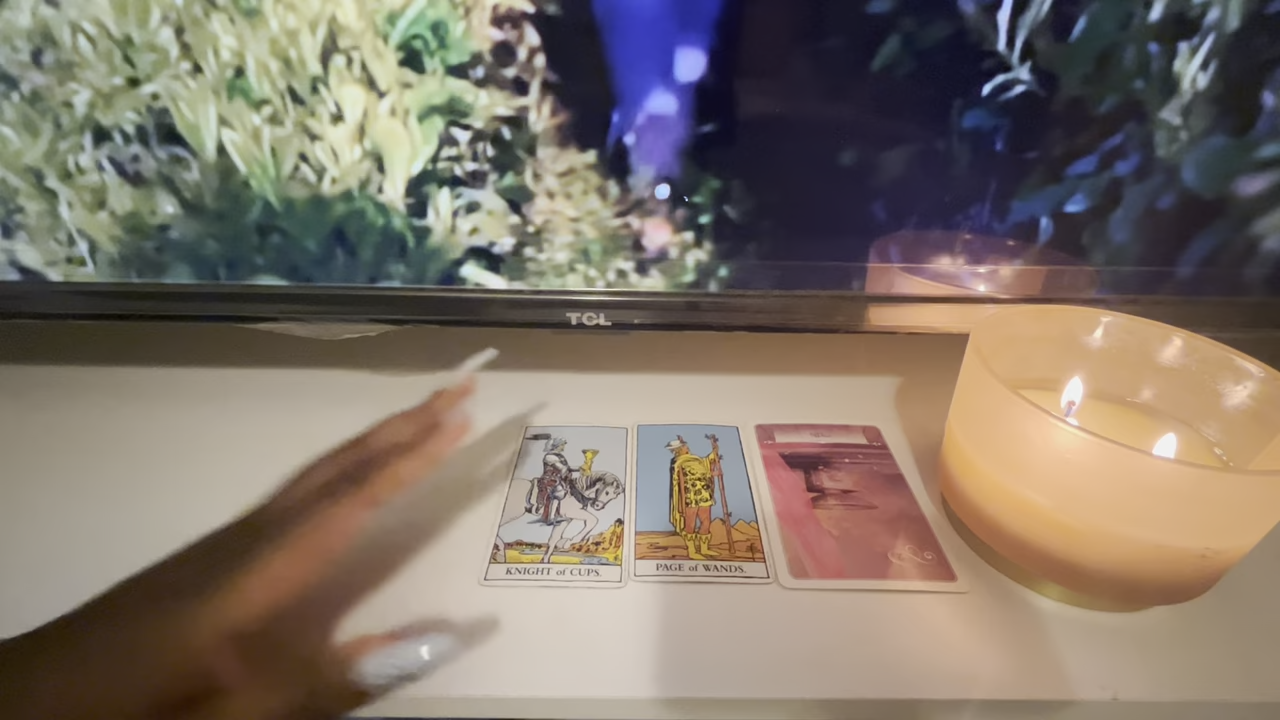 TCL
KNIGHT of CUPS.
PAGE of WANDS.